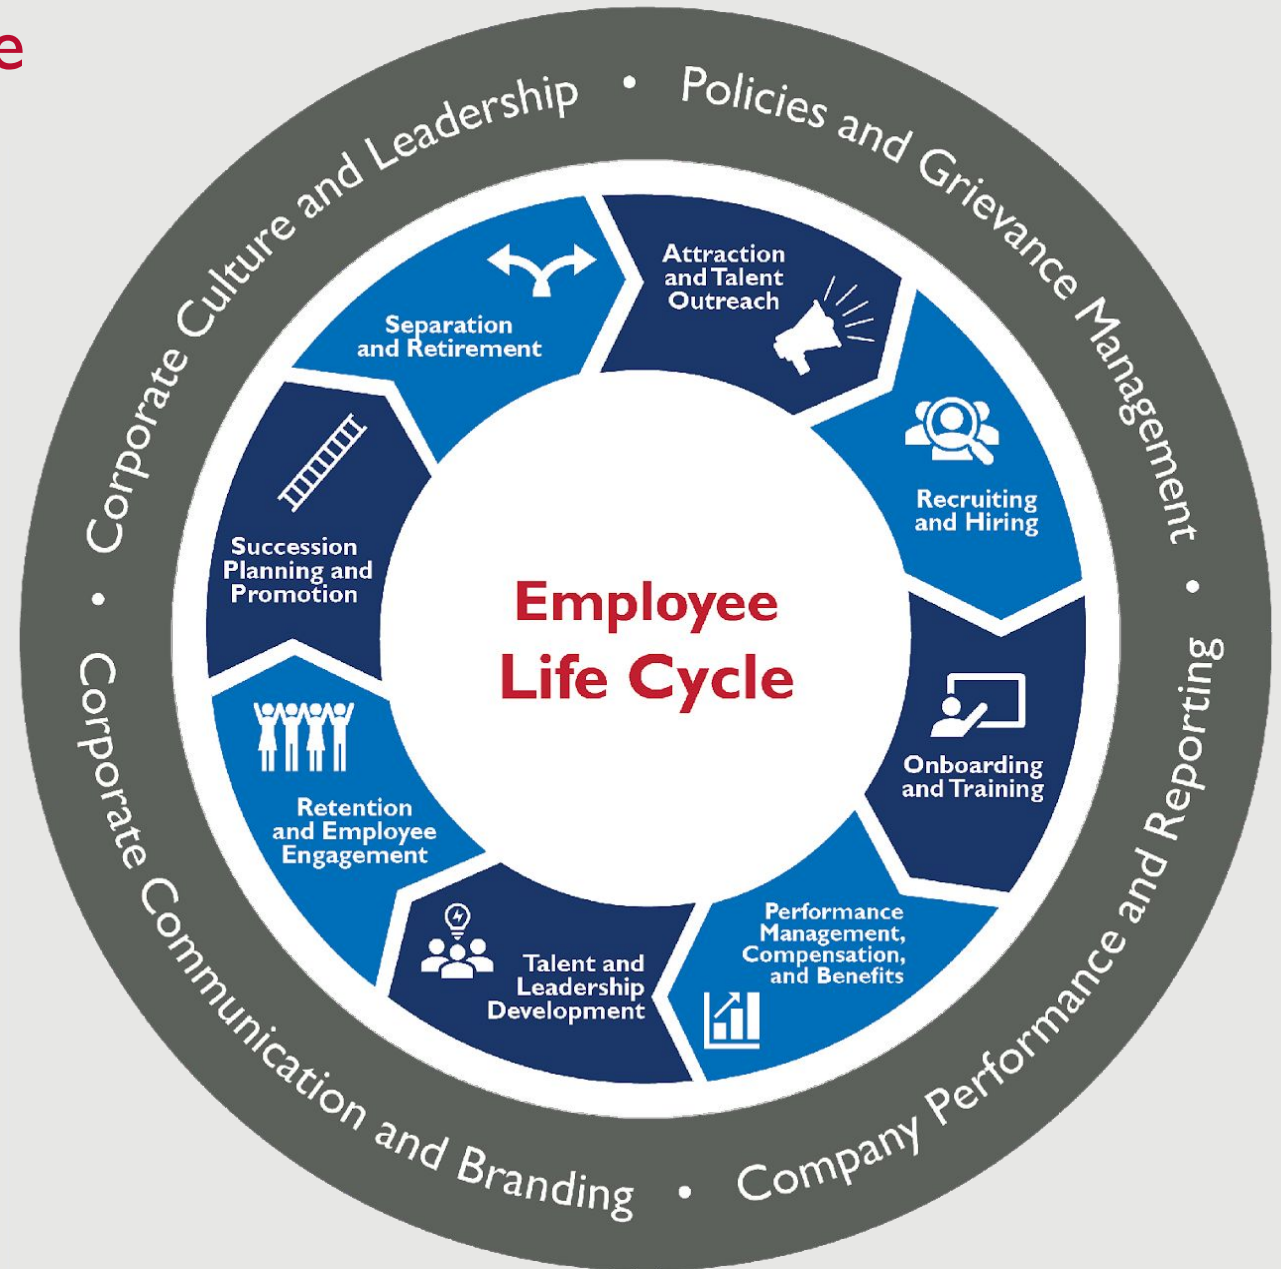 e
Corporate Culture and Leadership • Policies and Grievance Management •
Company Performance and Reporting •
Corporate Communication and Branding •
Attraction
and Talent
Outreach
Recruiting
and Hiring
Onboarding
and Training
Performance
Management,
Compensation,
and Benefits
Talent and
Leadership
Development
Retention
and Employee
Engagement
Succession
Planning and
Promotion
Separation
and Retirement
Employee
Life Cycle